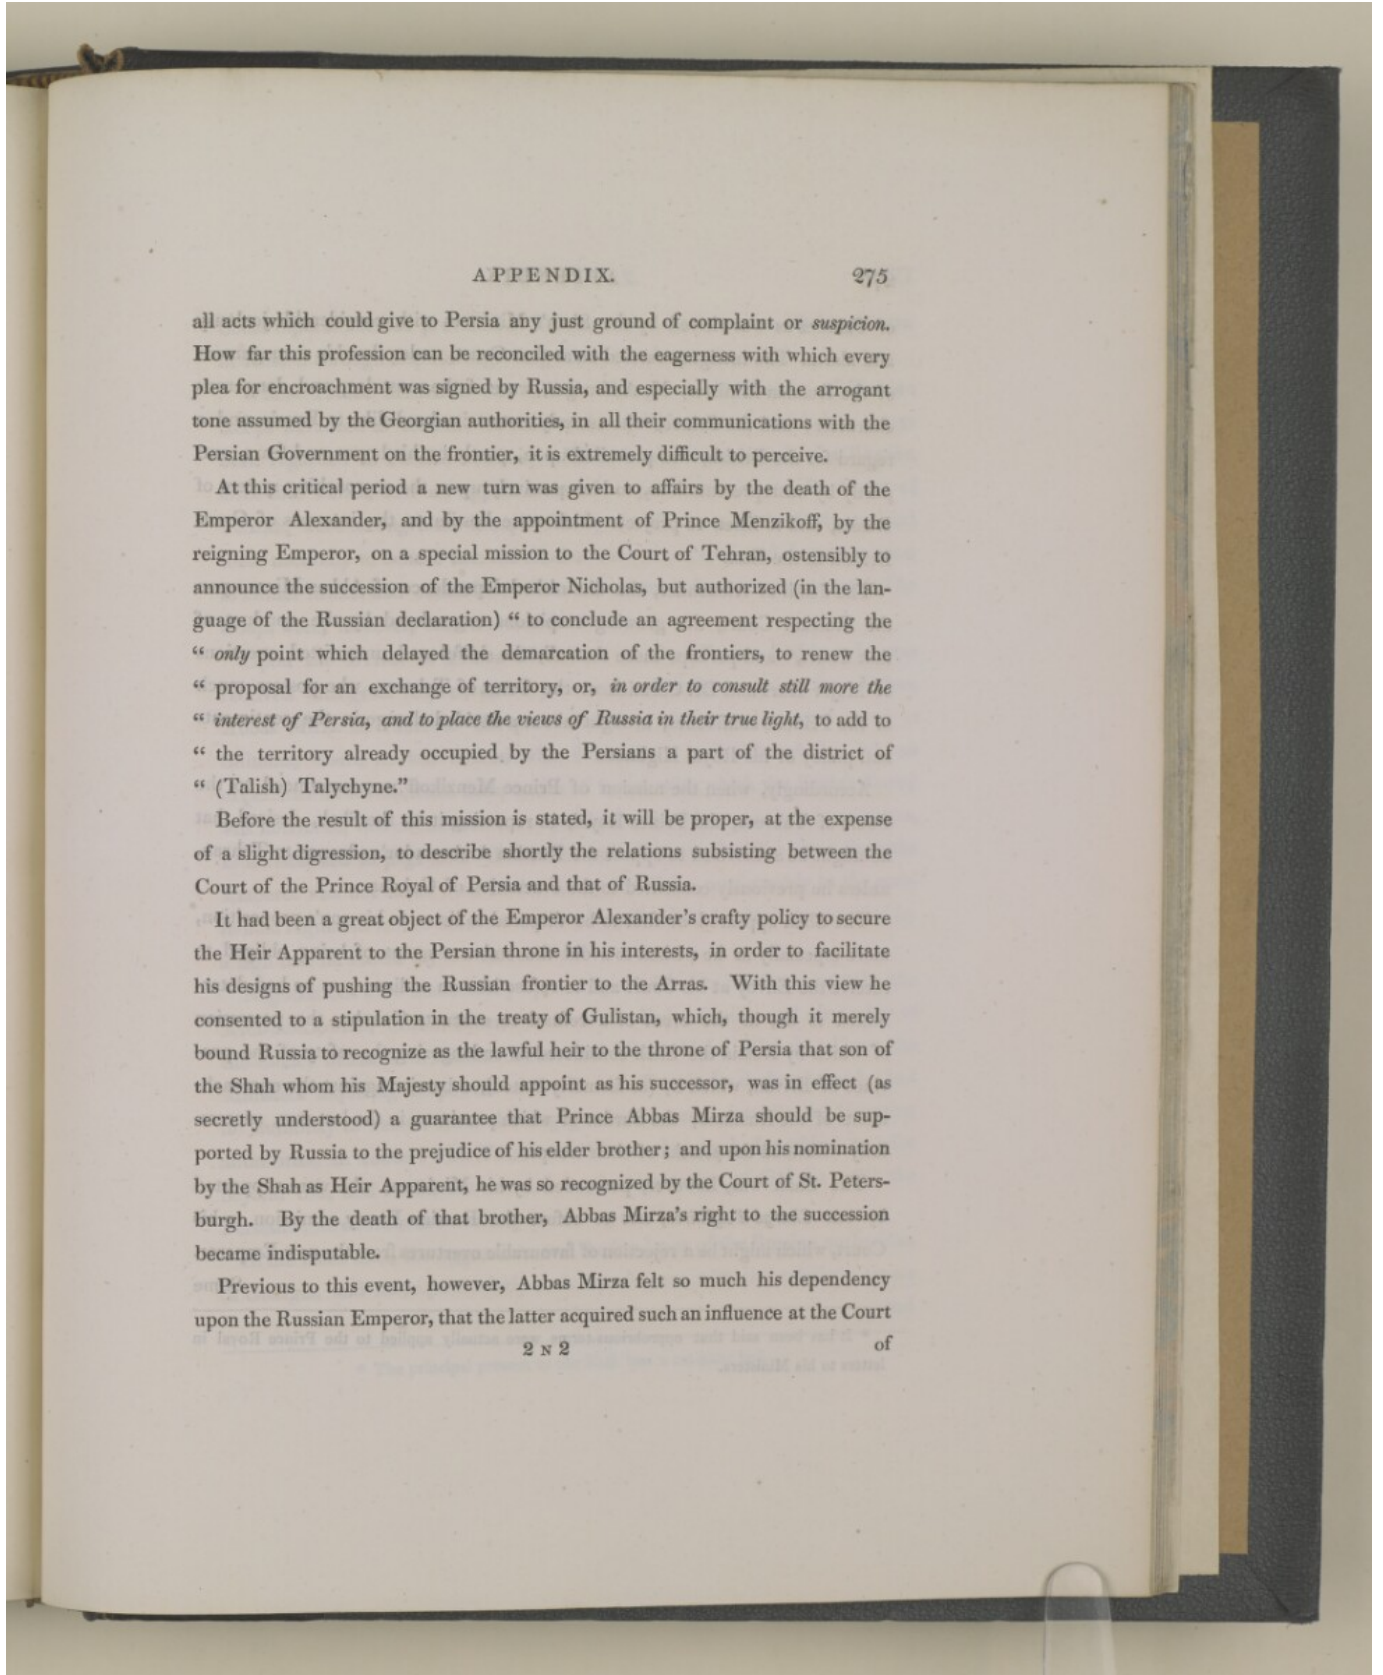 APPENDIX. 275
all acts which could give to Persia any just ground of complaint or suspicion.
How far this profession can be reconciled with the eagerness with which every
plea for encroachment was signed by Russia, and especially with the arrogant
tone assumed by the Georgian authorities, in all their communications with the
Persian Government on the frontier, it is extremely difficult to perceive.
At this critical period a new turn was given to affairs by the death of the
Emperor Alexander, and by the appointment of Prince Menzikoff, by the
reigning Emperor, on a special mission to the Court of Tehran, ostensibly to
announce the succession of the Emperor Nicholas, but authorized (in the lan-
guage of the Russian declaration) “ to conclude an agreement respecting the
“ only point which delayed the demarcation of the frontiers, to renew the
“ proposal for an exchange of territory, or, in order to consult still more the
“ interest of Persia, and to place the views of Russia in their true light, to add to
“ the territory already occupied by the Persians a part of the district of
“ (Talish) Talychyne.”
Before the result of this mission is stated, it will be proper, at the expense
of a slight digression, to describe shortly the relations subsisting between the
Court of the Prince Royal of Persia and that of Russia.
It had been a great object of the Emperor Alexander's crafty policy to secure
the Heir Apparent to the Persian throne in his interests, in order to facilitate
his designs of pushing the Russian frontier to the Arras. With this view he
consented to a stipulation in the treaty of Gulistan, which, though it merely
bound Russia to recognize as the lawful heir to the throne of Persia that son of
the Shah whom his Majesty should appoint as his successor, was in effect (as
secretly understood) a guarantee that Prince Abbas Mirza should be sup-
ported by Russia to the prejudice of his elder brother; and upon his nomination
by the Shah as Heir Apparent, he was so recognized by the Court of St. Peters-
burgh. By the death of that brother, Abbas Mirza's right to the succession
became indisputable.
Previous to this event, however, Abbas Mirza felt so much his dependency
upon the Russian Emperor, that the latter acquired such an influence at the Court
2 N 2 of